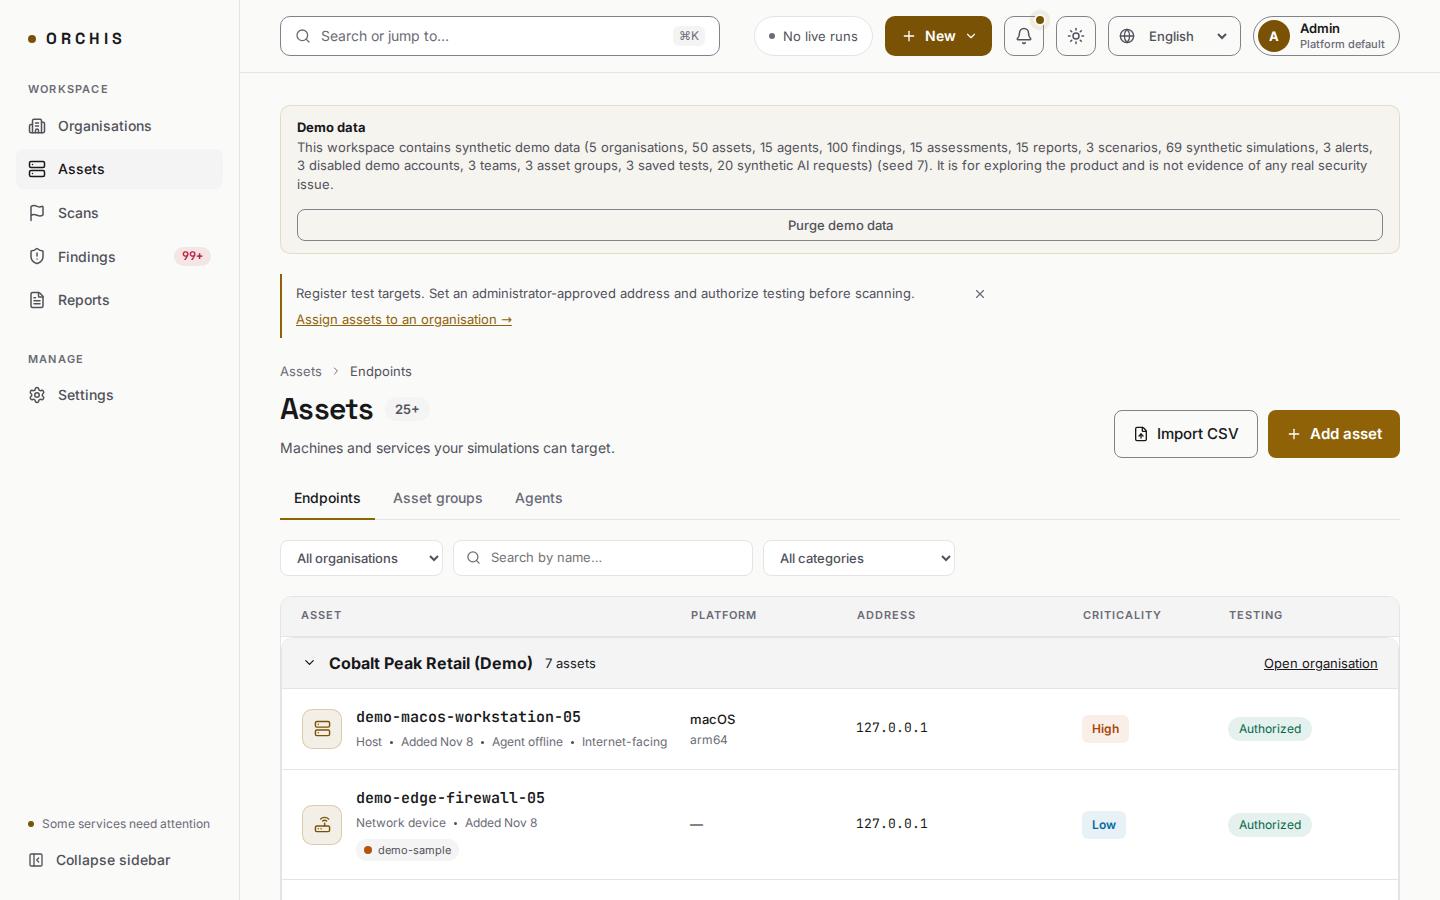 ORCHIS
Search or jump to...
⌘K
No live runs
New
English
A
Admin
Platform default
WORKSPACE
Organisations
Assets
Scans
Findings
99+
Reports
MANAGE
Settings
Some services need attention
Collapse sidebar
Demo data
This workspace contains synthetic demo data (5 organisations, 50 assets, 15 agents, 100 findings, 15 assessments, 15 reports, 3 scenarios, 69 synthetic simulations, 3 alerts,
3 disabled demo accounts, 3 teams, 3 asset groups, 3 saved tests, 20 synthetic AI requests) (seed 7). It is for exploring the product and is not evidence of any real security
issue.
Purge demo data
Register test targets. Set an administrator-approved address and authorize testing before scanning.
Assign assets to an organisation →
Assets > Endpoints
Assets
25+
Machines and services your simulations can target.
Import CSV
Add asset
Endpoints
Asset groups
Agents
All organisations
Search by name...
All categories
ASSET
PLATFORM
ADDRESS
CRITICALITY
TESTING
Cobalt Peak Retail (Demo)
7 assets
Open organisation
demo-macos-workstation-05
Host • Added Nov 8 • Agent offline • Internet-facing
macOS
arm64
127.0.0.1
High
Authorized
demo-edge-firewall-05
Network device • Added Nov 8
demo-sample
—
127.0.0.1
Low
Authorized